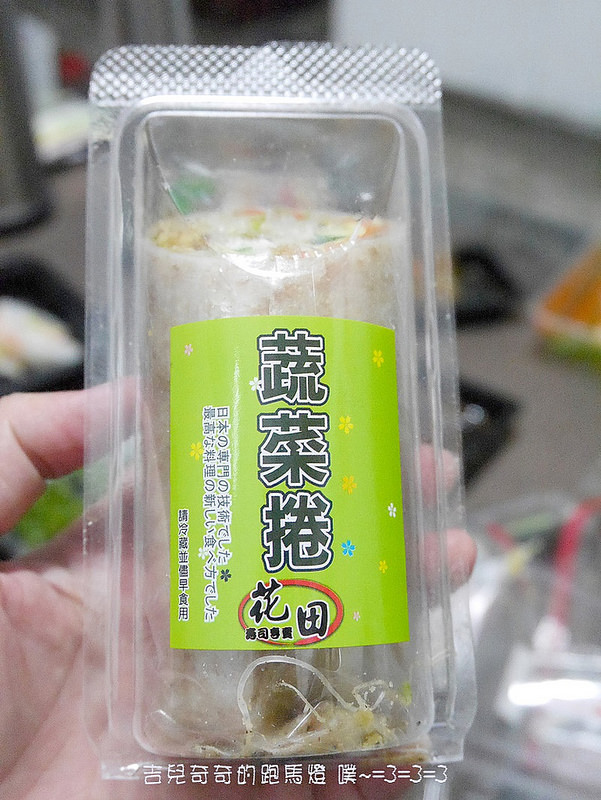 蔬菜捲
日本の専門の技術でした
最高な料理の新しい食べ方でした
請冷藏並儘早食用
花田
壽司專賣
吉兒奇奇的跑馬燈 噗~=3=3=3